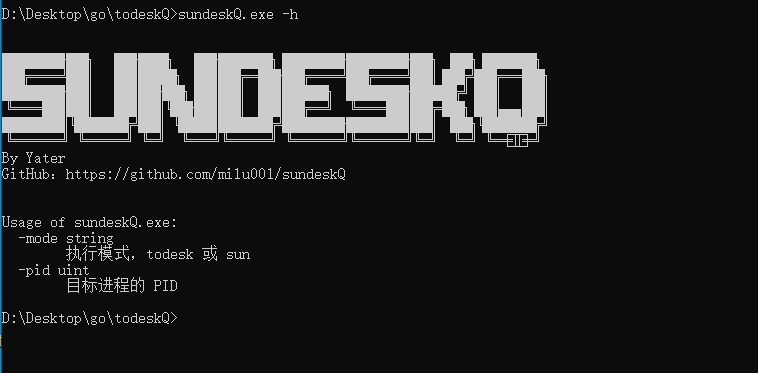 D:\Desktop\go\todeskQ>sundeskQ.exe -h
SUNDESKQ
By Yater
GitHub: https://github.com/mi1u001/sundeskQ
Usage of sundeskQ.exe:
-mode string
执行模式, todesk 或 sun
-pid uint
目标进程的 PID
D:\Desktop\go\todeskQ>